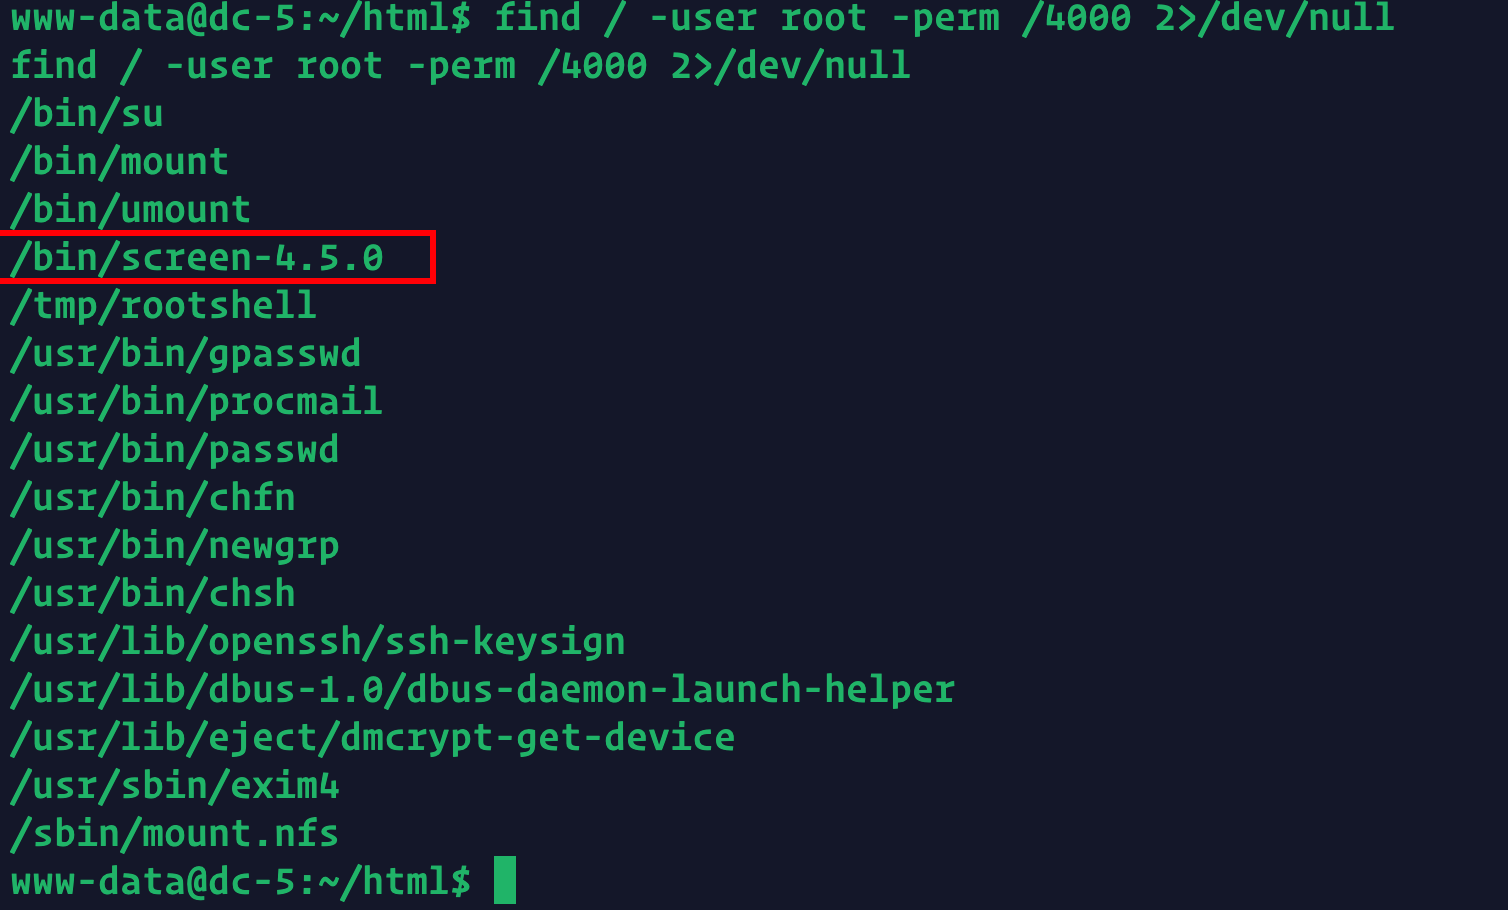 www-data@dc-5:~/html$ find / -user root -perm /4000 2>/dev/null
find / -user root -perm /4000 2>/dev/null
/bin/su
/bin/mount
/bin/umount
/bin/screen-4.5.0
/tmp/rootshell
/usr/bin/gpasswd
/usr/bin/procmail
/usr/bin/passwd
/usr/bin/chfn
/usr/bin/newgrp
/usr/bin/chsh
/usr/lib/openssh/ssh-keysign
/usr/lib/dbus-1.0/dbus-daemon-launch-helper
/usr/lib/eject/dmcrypt-get-device
/usr/sbin/exim4
/sbin/mount.nfs
www-data@dc-5:~/html$